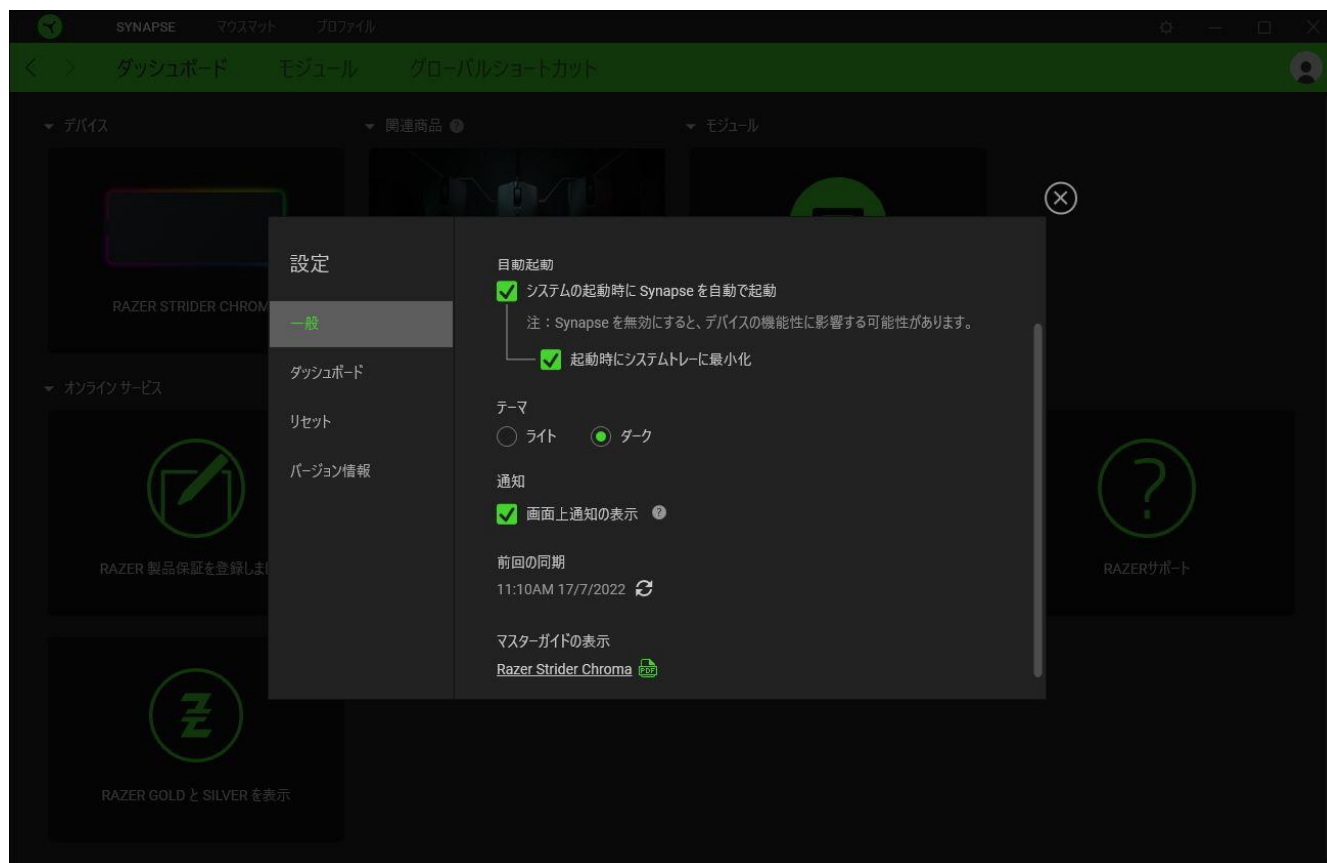 SYNAPSE マウスマット プロファイル
ダッシュボード モジュール グローバルショートカット
デバイス 関連商品 モジュール
RAZER STRIDER CHROM
オンライン サービス
RAZER 製品保証を登録しま
RAZERサポート
RAZER GOLD と SILVER を表示
設定
一般
ダッシュボード
リセット
バージョン情報
自動起動
システムの起動時に Synapse を自動で起動
注：Synapse を無効にすると、デバイスの機能性に影響する可能性があります。
起動時にシステムトレーに最小化
テーマ
ライト ダーク
通知
画面上通知の表示
前回の同期
11:10AM 17/7/2022
マスターガイドの表示
Razer Strider Chroma PDF